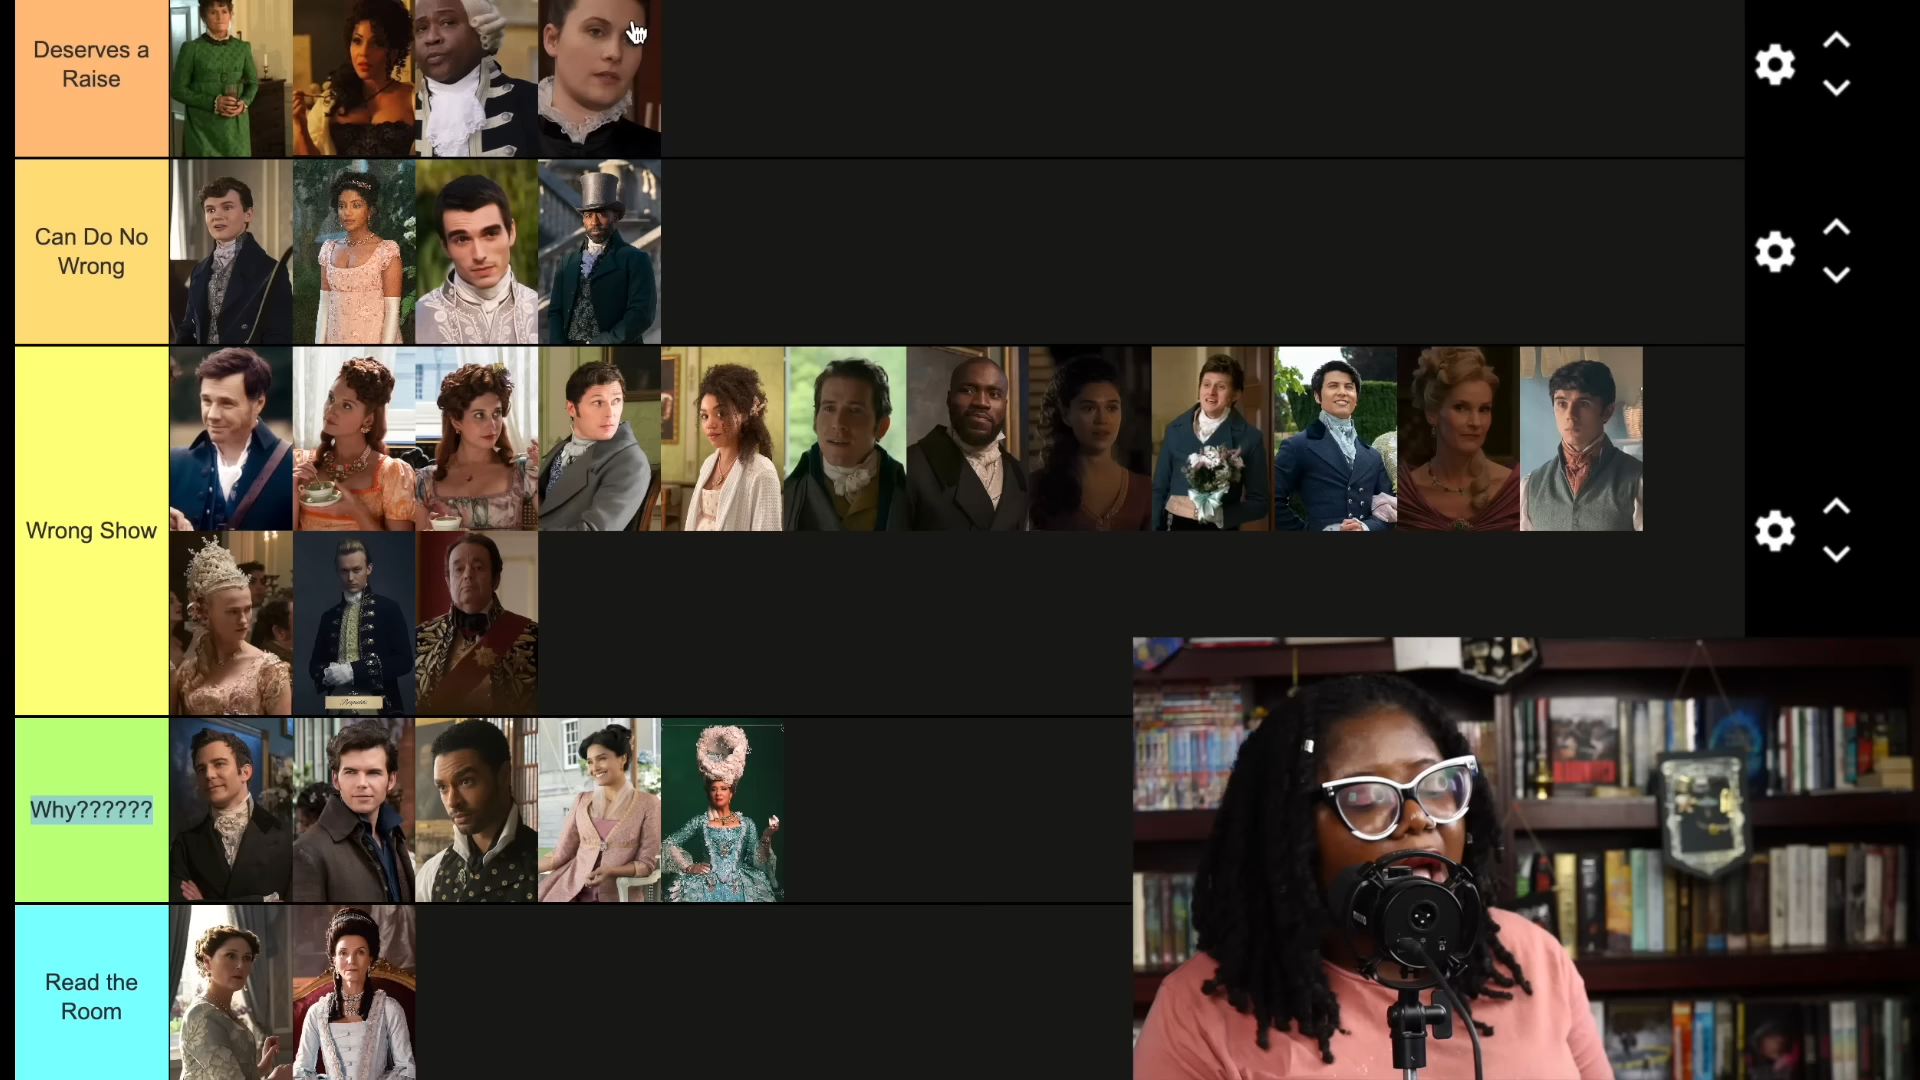 Deserves a
Raise
Can Do No
Wrong
Wrong Show
Why??????
Read the
Room